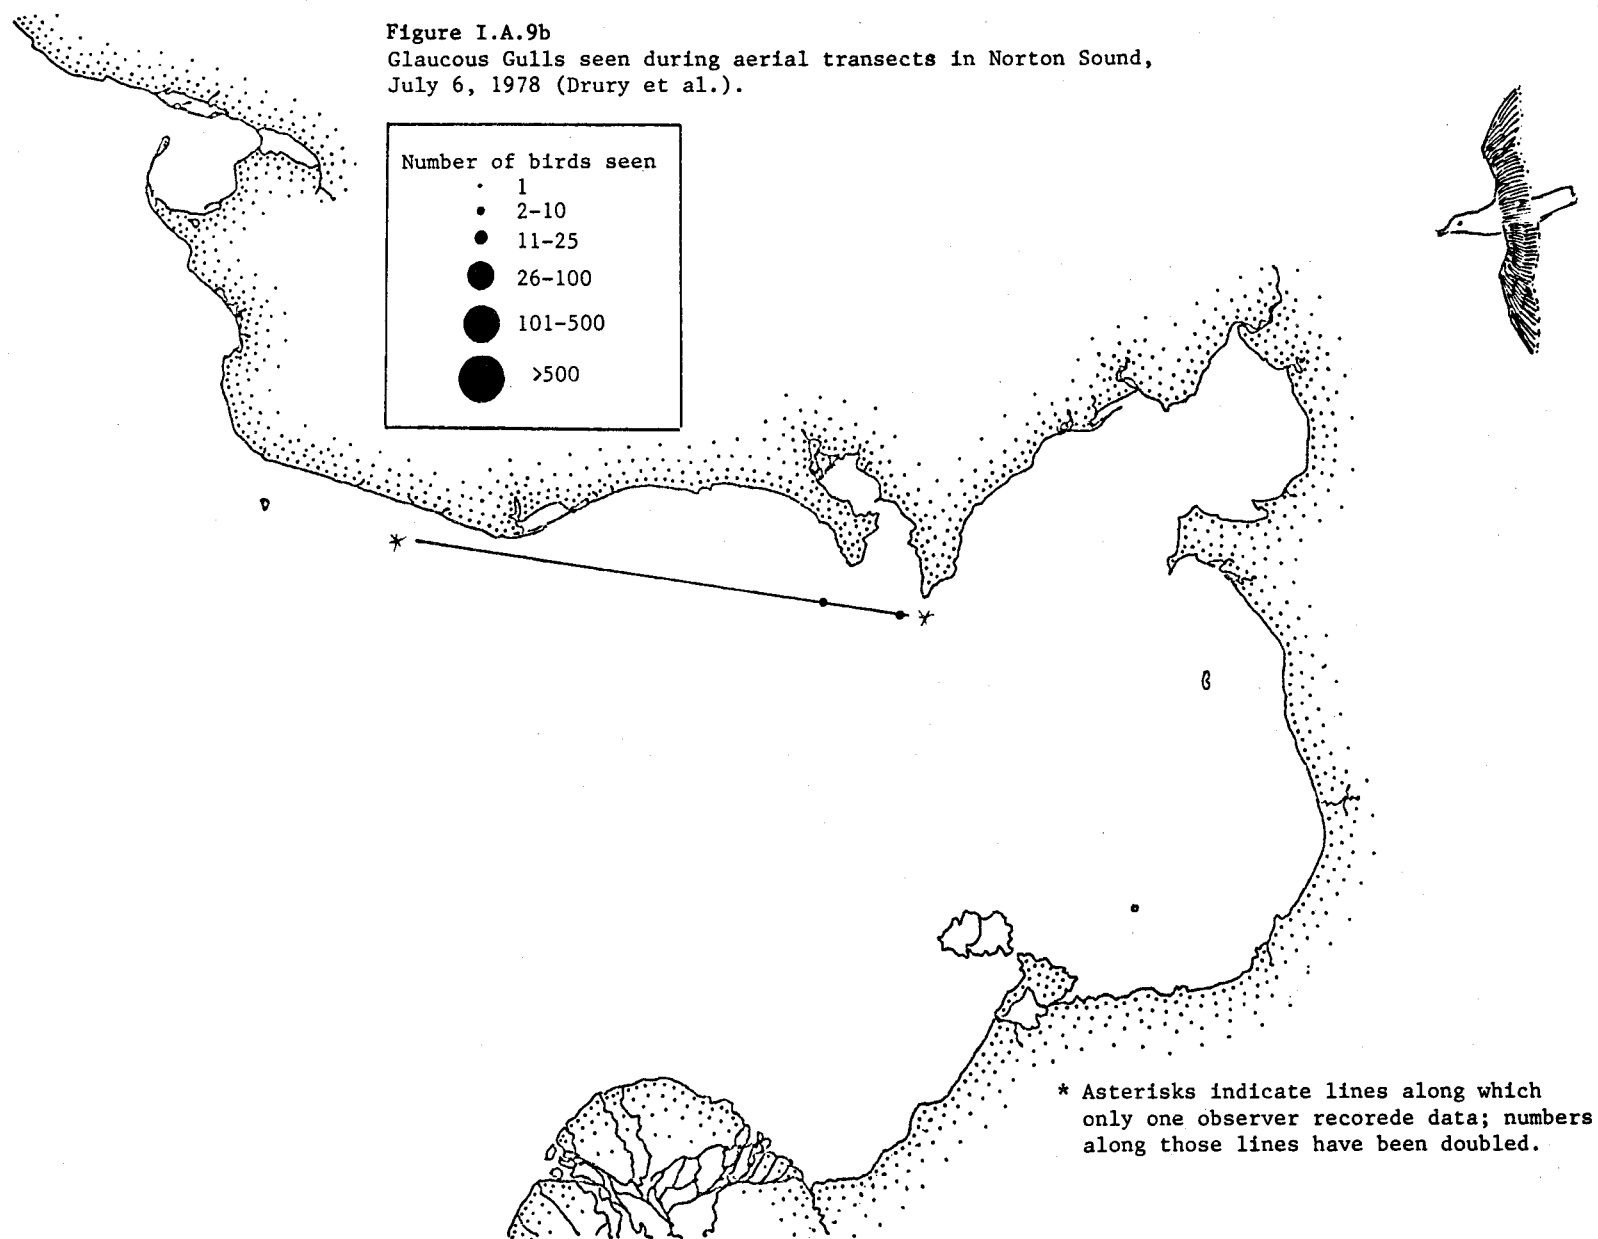 Figure I.A.9b
Glaucous Gulls seen during aerial transects in Norton Sound,
July 6, 1978 (Drury et al.).
Number of birds seen
1
2-10
11-25
26-100
101-500
>500
* Asterisks indicate lines along which
only one observer recorede data; numbers
along those lines have been doubled.